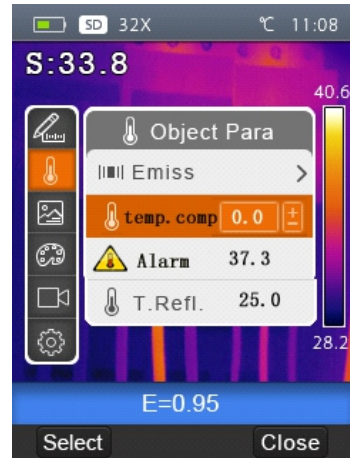 SD 32X ℃ 11:08
S:33.8
40.6
Object Para
Emiss >
temp.comp 0.0 ±
Alarm 37.3
T.Refl. 25.0
28.2
E=0.95
Select Close